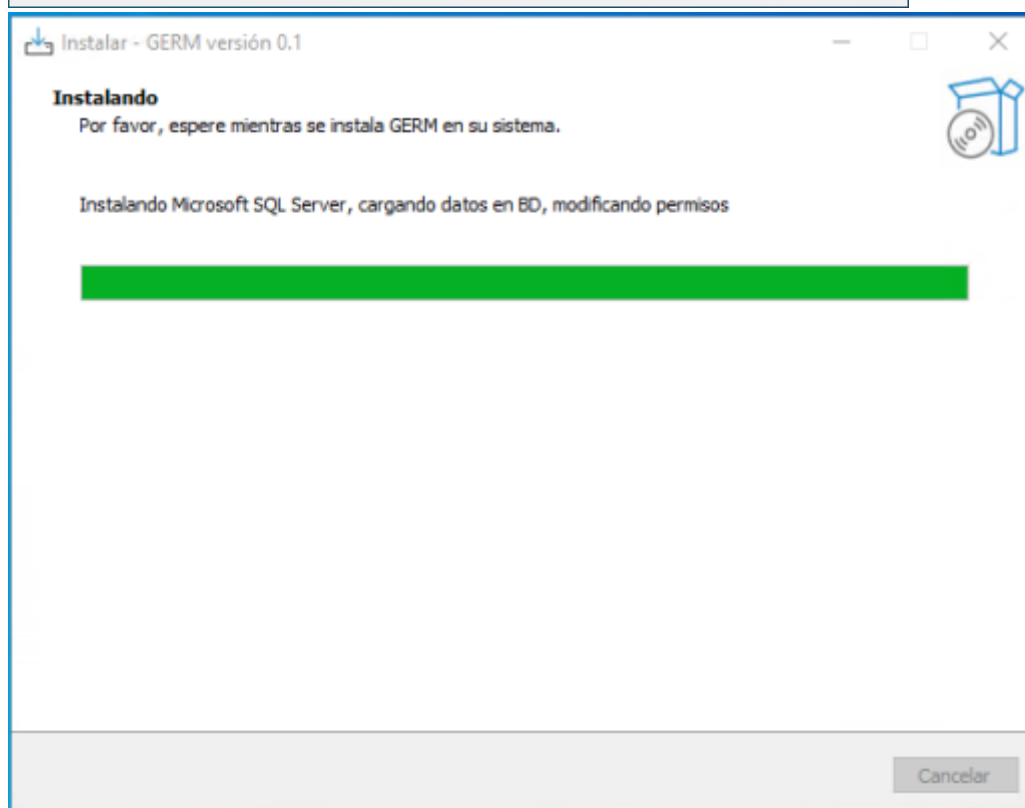 Instalar - GERM versión 0.1
Instalando
Por favor, espere mientras se instala GERM en su sistema.
Instalando Microsoft SQL Server, cargando datos en BD, modificando permisos
Cancelar